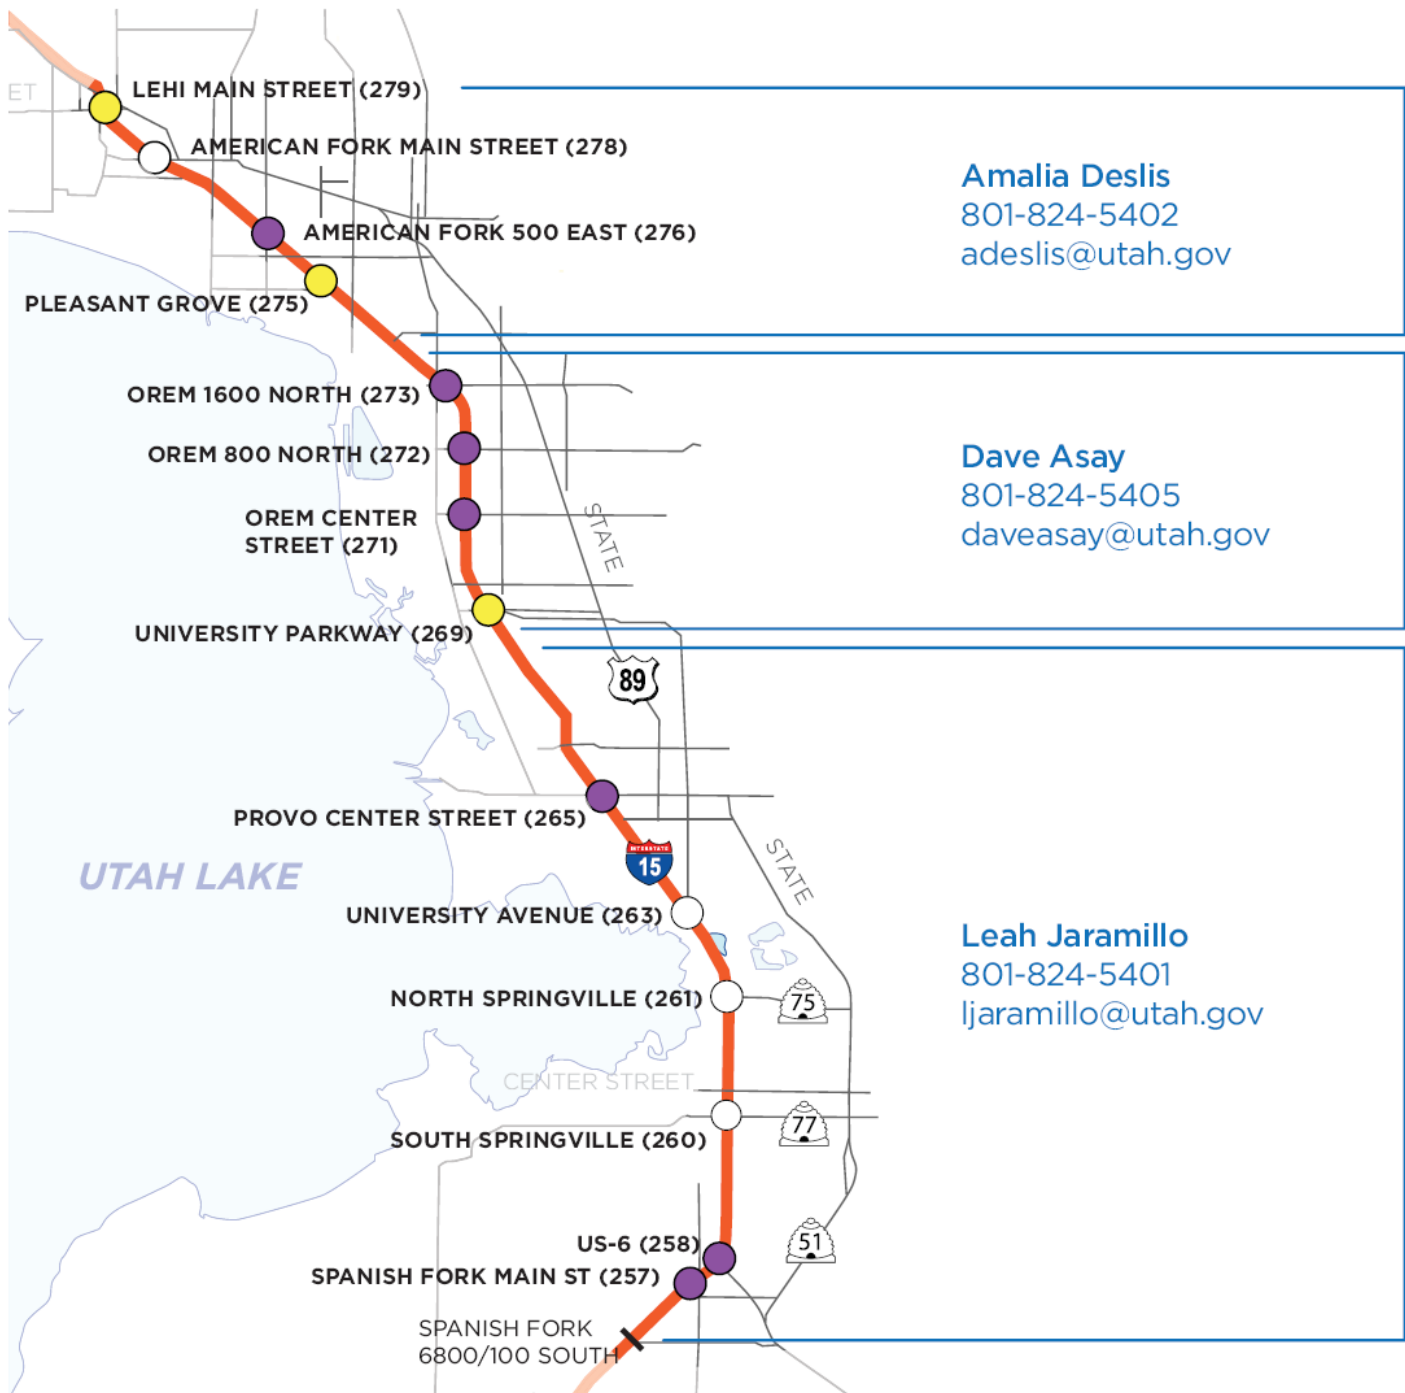 ET
LEHI MAIN STREET (279)
AMERICAN FORK MAIN STREET (278)
Amalia Deslis
801-824-5402
adeslis@utah.gov
AMERICAN FORK 500 EAST (276)
PLEASANT GROVE (275)
OREM 1600 NORTH (273)
OREM 800 NORTH (272)
Dave Asay
801-824-5405
daveasay@utah.gov
OREM CENTER
STREET (271)
STATE
UNIVERSITY PARKWAY (269)
89
PROVO CENTER STREET (265)
INTERSTATE
15
STATE
UTAH LAKE
UNIVERSITY AVENUE (263)
Leah Jaramillo
801-824-5401
ljaramillo@utah.gov
NORTH SPRINGVILLE (261)
75
CENTER STREET
77
SOUTH SPRINGVILLE (260)
US-6 (258)
51
SPANISH FORK MAIN ST (257)
SPANISH FORK
6800/100 SOUTH